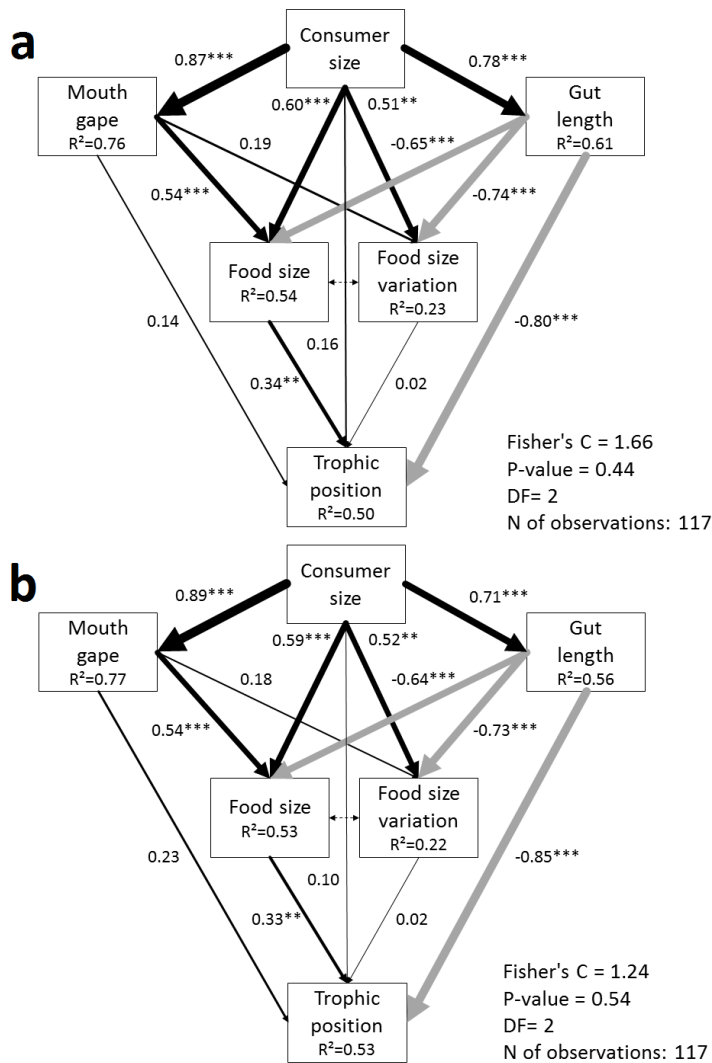 a
Consumer
size
0.87***
0.78***
Mouth
gape
R²=0.76
Gut
length
R²=0.61
0.60***
0.51**
0.19
-0.65***
0.54***
-0.74***
Food size
R²=0.54
Food size
variation
R²=0.23
0.14
0.16
-0.80***
0.34**
0.02
Trophic
position
R²=0.50
Fisher's C = 1.66
P-value = 0.44
DF= 2
N of observations: 117
b
Consumer
size
0.89***
0.71***
Mouth
gape
R²=0.77
Gut
length
R²=0.56
0.59***
0.52**
0.18
-0.64***
0.54***
-0.73***
Food size
R²=0.53
Food size
variation
R²=0.22
0.23
0.10
-0.85***
0.33**
0.02
Trophic
position
R²=0.53
Fisher's C = 1.24
P-value = 0.54
DF= 2
N of observations: 117